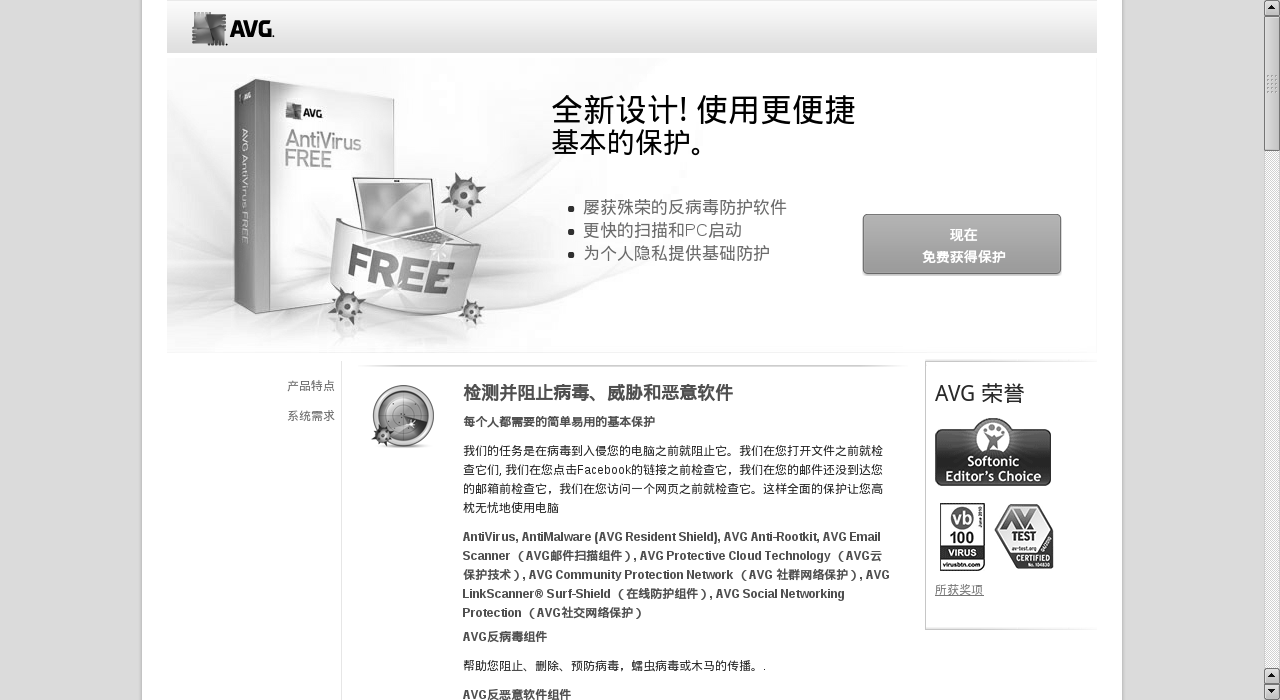 AVG.
全新设计! 使用更便捷
基本的保护。
AVG
AVG.
AntiVirus
FREE
AVG AntiVirus FREE
FREE
屡获殊荣的反病毒防护软件
更快的扫描和PC启动
为个人隐私提供基础防护
现在
免费获得保护
产品特点
系统需求
检测并阻止病毒、威胁和恶意软件
每个人都需要的简单易用的基本保护
我们的任务是在病毒到入侵您的电脑之前就阻止它。我们在您打开文件之前就检
查它们, 我们在您点击Facebook的链接之前检查它，我们在您的邮件还没到达您
的邮箱前检查它，我们在您访问一个网页之前就检查它。这样全面的保护让您高
枕无忧地使用电脑
AntiVirus, AntiMalware (AVG Resident Shield), AVG Anti-Rootkit, AVG Email
Scanner （AVG邮件扫描组件）, AVG Protective Cloud Technology （AVG云
保护技术）, AVG Community Protection Network （AVG 社群网络保护）, AVG
LinkScanner® Surf-Shield （在线防护组件）, AVG Social Networking
Protection （AVG社交网络保护）
AVG反病毒组件
帮助您阻止、删除、预防病毒，蠕虫病毒或木马的传播。.
AVG反恶意软件组件
AVG 荣誉
Softonic
Editor's Choice
vb
100
VIRUS
virusbtn.com
AV
TEST
av-test.org
CERTIFIED
所获奖项